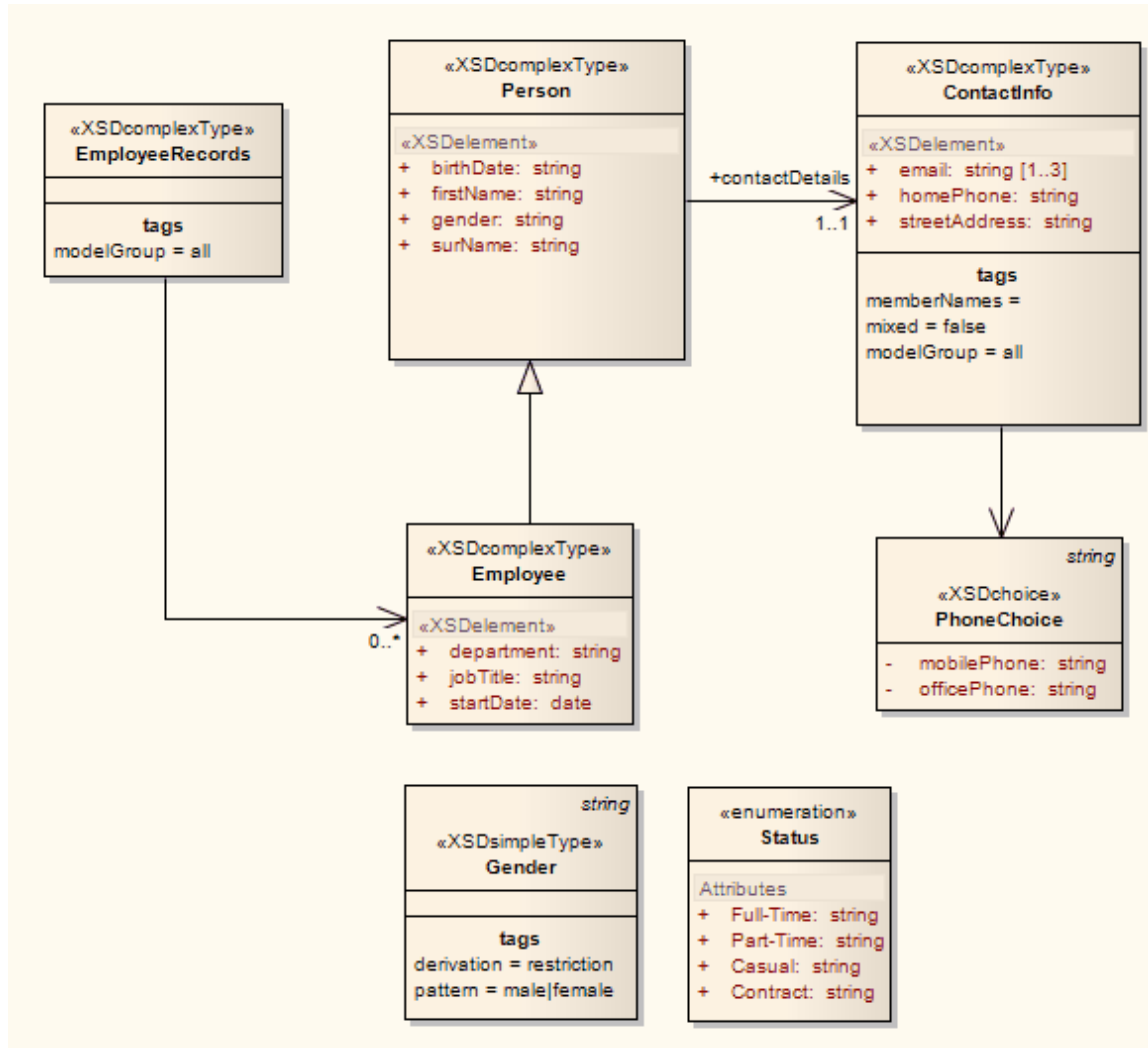 «XSDcomplexType»
EmployeeRecords
tags
modelGroup = all
«XSDcomplexType»
Person
«XSDelement»
+ birthDate: string
+ firstName: string
+ gender: string
+ surName: string
+contactDetails
1..1
«XSDcomplexType»
ContactInfo
«XSDelement»
+ email: string [1..3]
+ homePhone: string
+ streetAddress: string
tags
memberNames =
mixed = false
modelGroup = all
0..*
«XSDcomplexType»
Employee
«XSDelement»
+ department: string
+ jobTitle: string
+ startDate: date
string
«XSDchoice»
PhoneChoice
- mobilePhone: string
- officePhone: string
string
«XSDsimpleType»
Gender
tags
derivation = restriction
pattern = male|female
«enumeration»
Status
Attributes
+ Full-Time: string
+ Part-Time: string
+ Casual: string
+ Contract: string